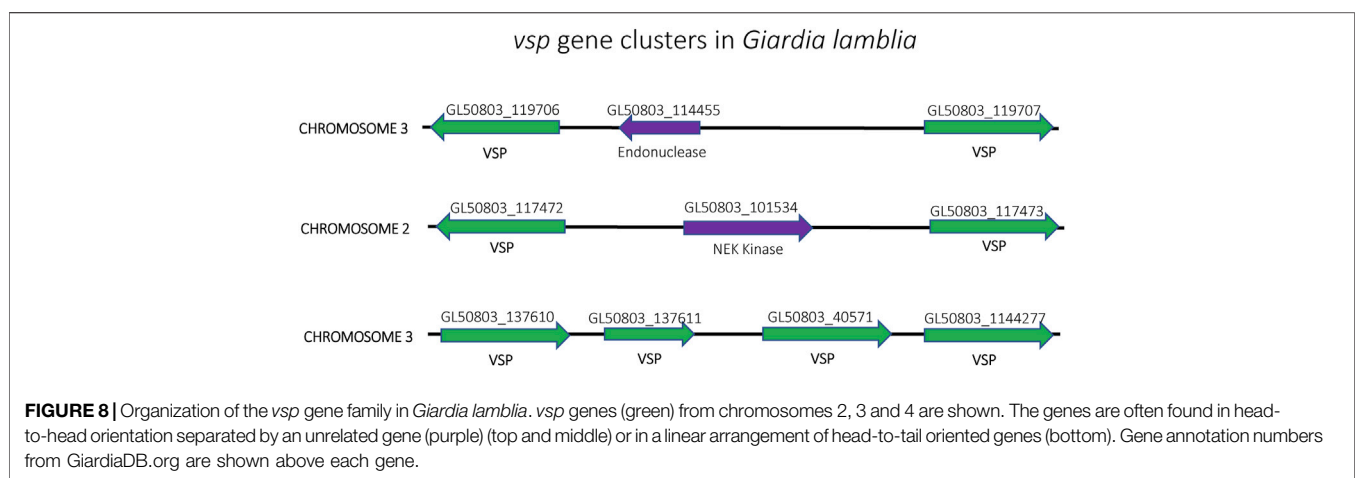 vsp gene clusters in Giardia lamblia
GL50803_119706 GL50803_114455 GL50803_119707
CHROMOSOME 3
VSP Endonuclease VSP
GL50803_117472 GL50803_101534 GL50803_117473
CHROMOSOME 2
VSP NEK Kinase VSP
GL50803_137610 GL50803_137611 GL50803_40571 GL50803_1144277
CHROMOSOME 3
VSP VSP VSP VSP
FIGURE 8 | Organization of the vsp gene family in Giardia lamblia. vsp genes (green) from chromosomes 2, 3 and 4 are shown. The genes are often found in head-
to-head orientation separated by an unrelated gene (purple) (top and middle) or in a linear arrangement of head-to-tail oriented genes (bottom). Gene annotation numbers
from GiardiaDB.org are shown above each gene.